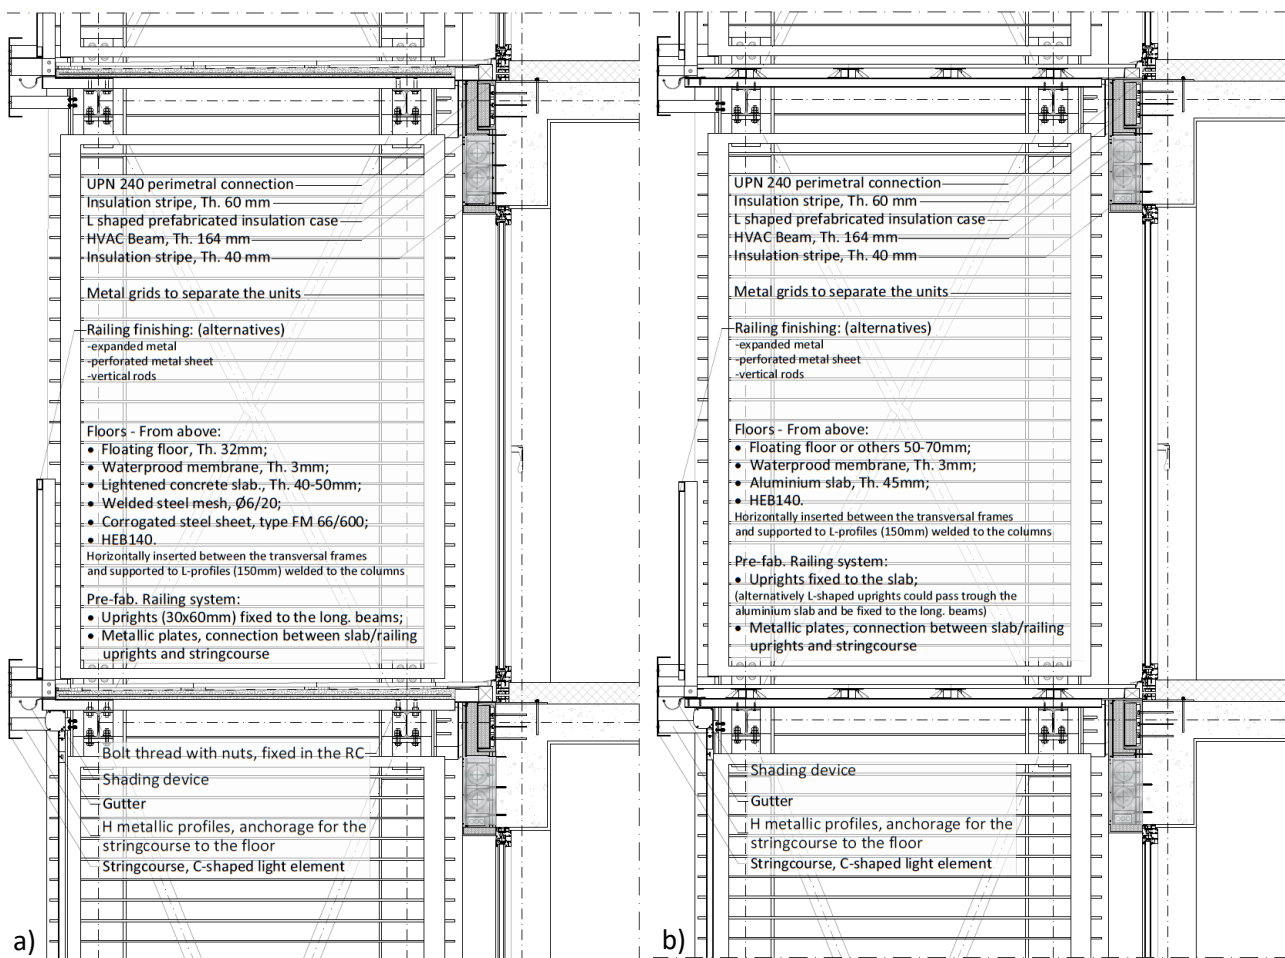 UPN 240 perimetral connection
Insulation stripe, Th. 60 mm
L shaped prefabricated insulation case
HVAC Beam, Th. 164 mm
Insulation stripe, Th. 40 mm
Metal grids to separate the units
Railing finishing: (alternatives)
-expanded metal
-perforated metal sheet
-vertical rods
Floors - From above:
• Floating floor, Th. 32mm;
• Waterprood membrane, Th. 3mm;
• Lightened concrete slab., Th. 40-50mm;
• Welded steel mesh, Ø6/20;
• Corrogated steel sheet, type FM 66/600;
• HEB140.
Horizontally inserted between the transversal frames
and supported to L-profiles (150mm) welded to the columns
Pre-fab. Railing system:
• Uprights (30x60mm) fixed to the long. beams;
• Metallic plates, connection between slab/railing
uprights and stringcourse
Bolt thread with nuts, fixed in the RC
Shading device
Gutter
H metallic profiles, anchorage for the
stringcourse to the floor
Stringcourse, C-shaped light element
a)
UPN 240 perimetral connection
Insulation stripe, Th. 60 mm
L shaped prefabricated insulation case
HVAC Beam, Th. 164 mm
Insulation stripe, Th. 40 mm
Metal grids to separate the units
Railing finishing: (alternatives)
-expanded metal
-perforated metal sheet
-vertical rods
Floors - From above:
• Floating floor or others 50-70mm;
• Waterprood membrane, Th. 3mm;
• Aluminium slab, Th. 45mm;
• HEB140.
Horizontally inserted between the transversal frames
and supported to L-profiles (150mm) welded to the columns
Pre-fab. Railing system:
• Uprights fixed to the slab;
(alternatively L-shaped uprights could pass trough the
aluminium slab and be fixed to the long. beams)
• Metallic plates, connection between slab/railing
uprights and stringcourse
Shading device
Gutter
H metallic profiles, anchorage for the
stringcourse to the floor
Stringcourse, C-shaped light element
b)